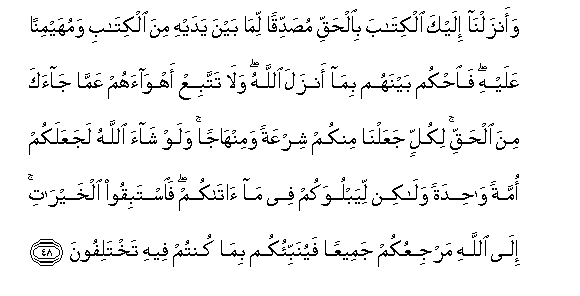 وَأَنزَلْنَآ إِلَيْكَ ٱلْكِتَـٰبَ بِٱلْحَقِّ مُصَدِّقًا لِّمَا بَيْنَ يَدَيْهِ مِنَ ٱلْكِتَـٰبِ وَمُهَيْمِنًا
عَلَيْهِ ۖ فَٱحْكُم بَيْنَهُم بِمَآ أَنزَلَ ٱللَّهُ ۖ وَلَا تَتَّبِعْ أَهْوَآءَهُمْ عَمَّا جَآءَكَ
مِنَ ٱلْحَقِّ ۚ لِكُلٍّ جَعَلْنَا مِنكُمْ شِرْعَةً وَمِنْهَاجًا ۚ وَلَوْ شَآءَ ٱللَّهُ لَجَعَلَكُمْ
أُمَّةً وَٰحِدَةً وَلَـٰكِن لِّيَبْلُوَكُمْ فِى مَآ ءَاتَىٰكُمْ ۖ فَٱسْتَبِقُوا۟ ٱلْخَيْرَٰتِ ۚ
إِلَى ٱللَّهِ مَرْجِعُكُمْ جَمِيعًا فَيُنَبِّئُكُم بِمَا كُنتُمْ فِيهِ تَخْتَلِفُونَ ٤٨